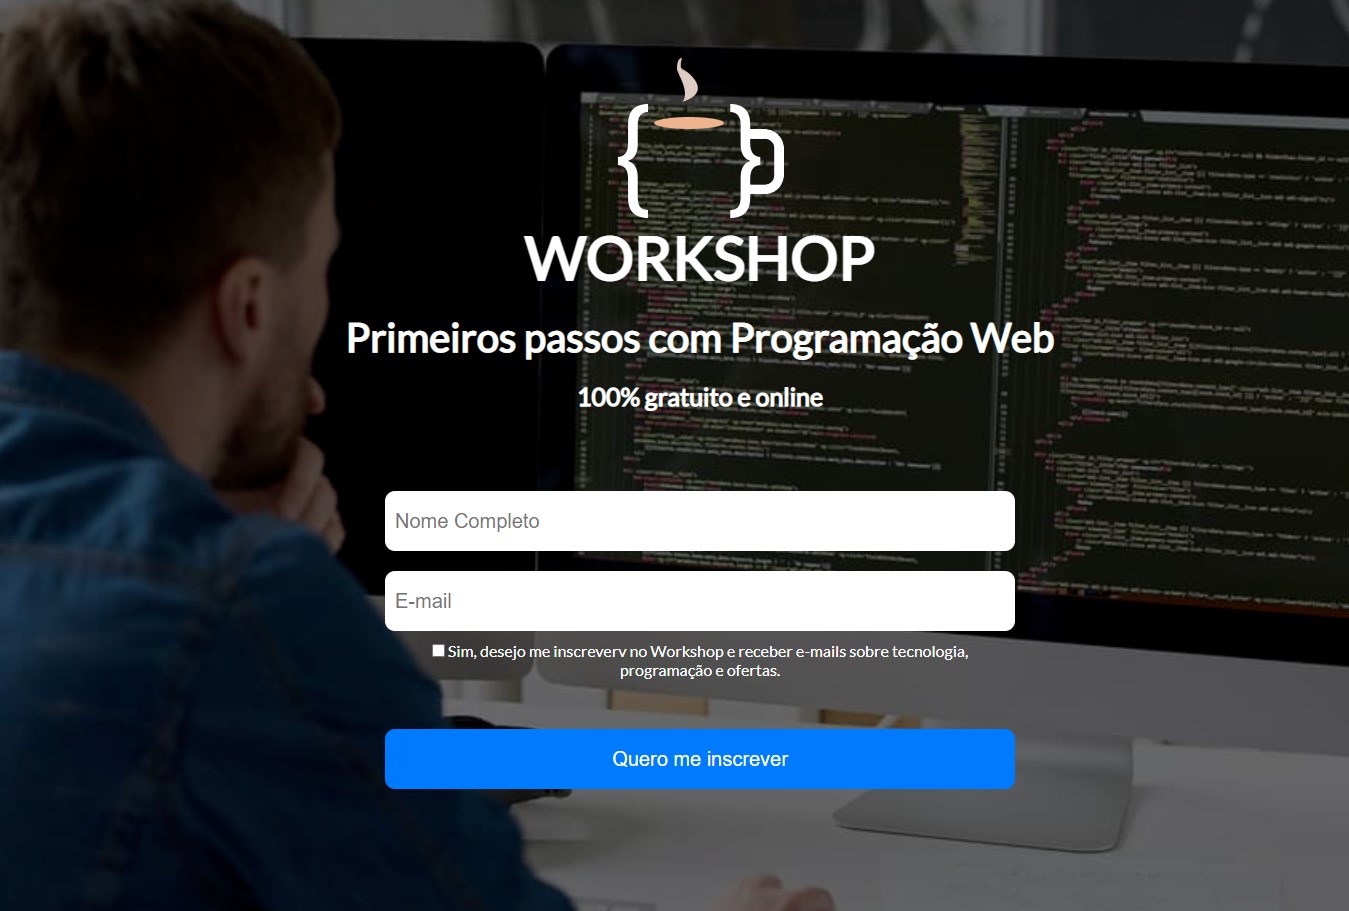 WORKSHOP
Primeiros passos com Programação Web
100% gratuito e online
Nome Completo
E-mail
Sim, desejo me inscreverv no Workshop e receber e-mails sobre tecnologia,
programação e ofertas.
Quero me inscrever